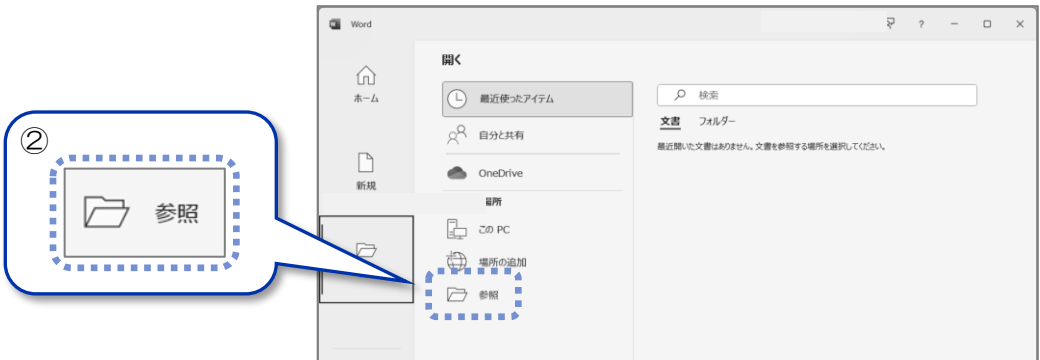 Word
?
開く
ホーム
最近使ったアイテム
検索
自分と共有
文書 フォルダー
最近開いた文書はありません。文書を参照する場所を選択してください。
新規
OneDrive
場所
この PC
場所の追加
参照
②
参照